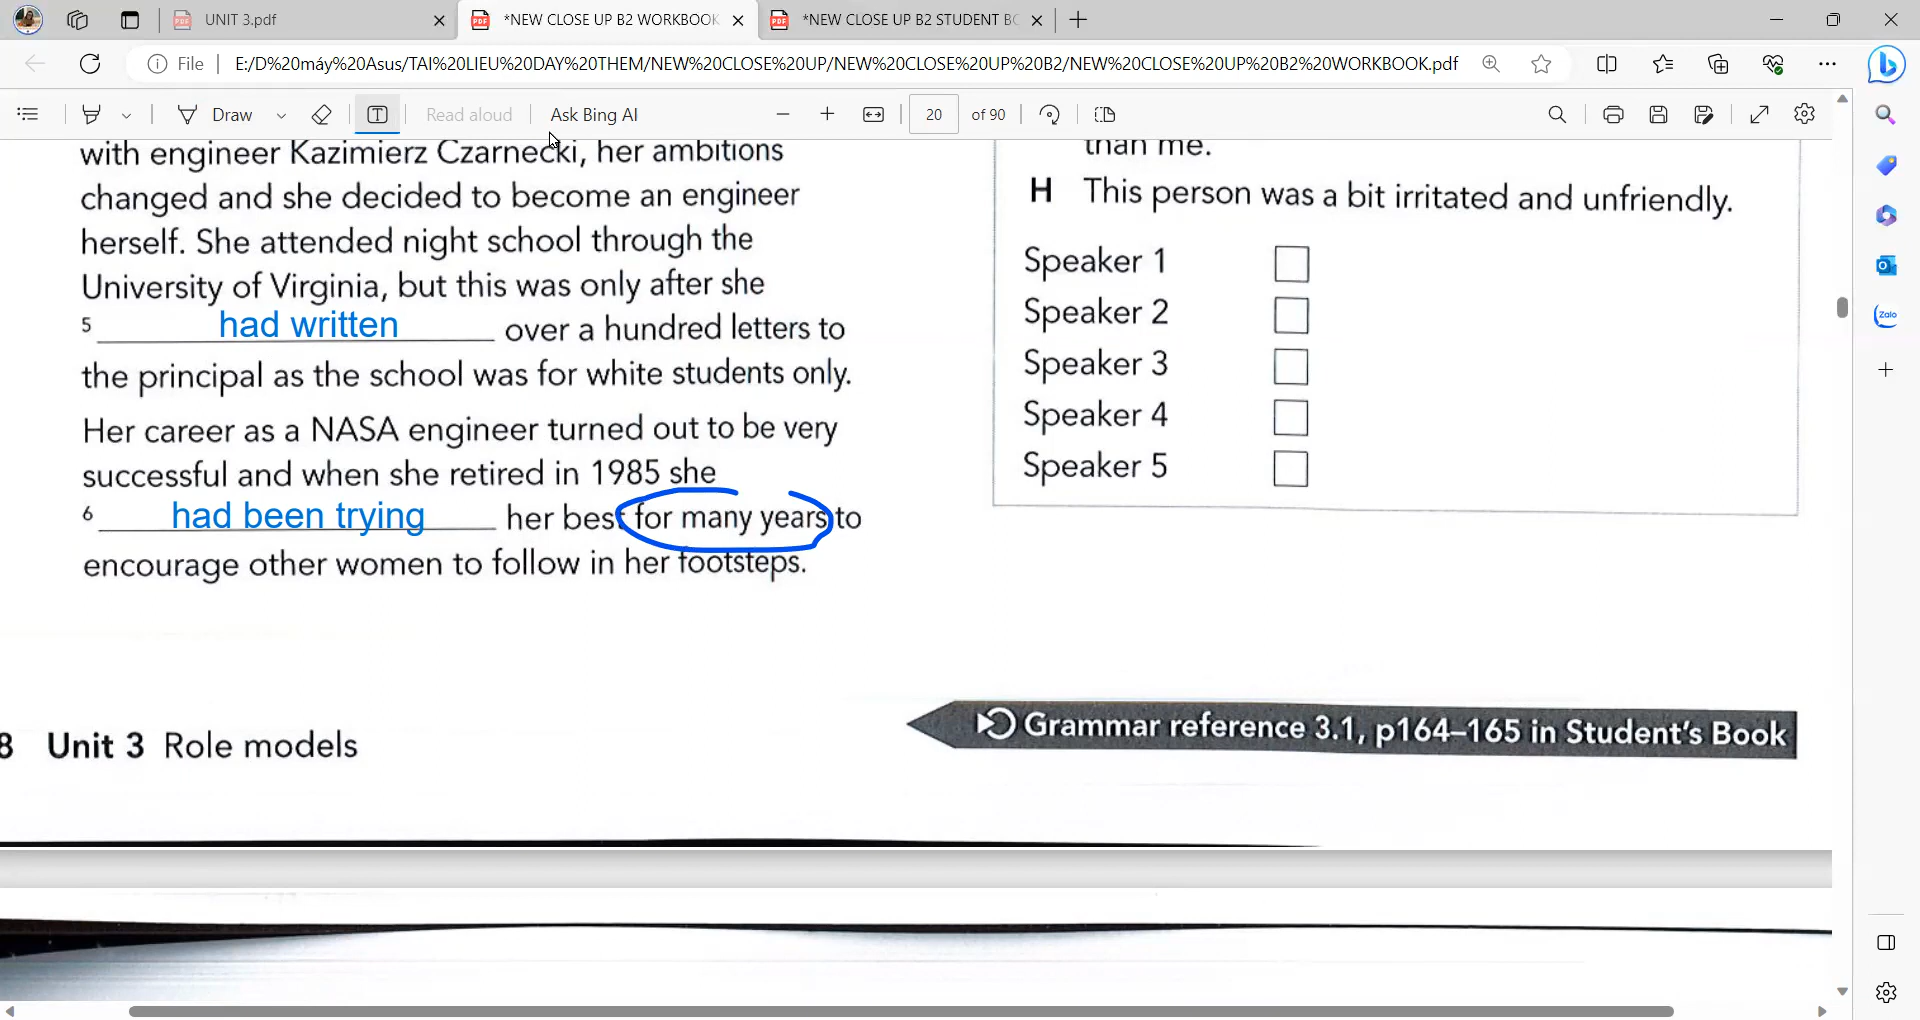 UNIT 3.pdf
*NEW CLOSE UP B2 WORKBOOK
*NEW CLOSE UP B2 STUDENT BO
File
E:/D%20máy%20Asus/TAI%20LIEU%20DAY%20THEM/NEW%20CLOSE%20UP/NEW%20CLOSE%20UP%20B2/NEW%20CLOSE%20UP%20B2%20WORKBOOK.pdf
Draw
Read aloud
Ask Bing AI
20
of 90
with engineer Kazimierz Czarnecki, her ambitions
changed and she decided to become an engineer
herself. She attended night school through the
University of Virginia, but this was only after she
5 had written over a hundred letters to
the principal as the school was for white students only.
Her career as a NASA engineer turned out to be very
successful and when she retired in 1985 she
6 had been trying her best for many years to
encourage other women to follow in her footsteps.
than me.
H This person was a bit irritated and unfriendly.
Speaker 1
Speaker 2
Speaker 3
Speaker 4
Speaker 5
8 Unit 3 Role models
Grammar reference 3.1, p164–165 in Student's Book
Zalo